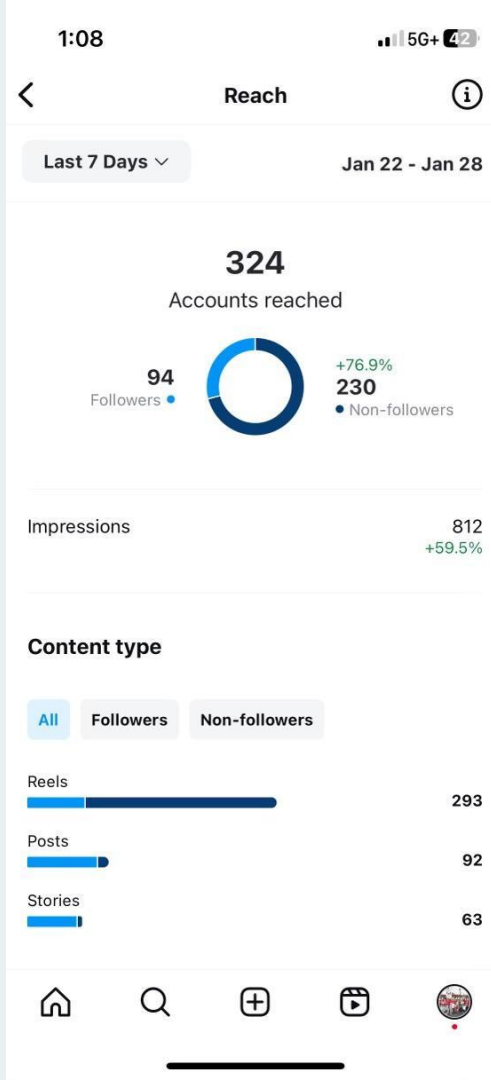 1:08
5G+ 42
Reach
Last 7 Days
Jan 22 - Jan 28
324
Accounts reached
94
Followers
+76.9%
230
Non-followers
Impressions
812
+59.5%
Content type
All Followers Non-followers
Reels
293
Posts
92
Stories
63